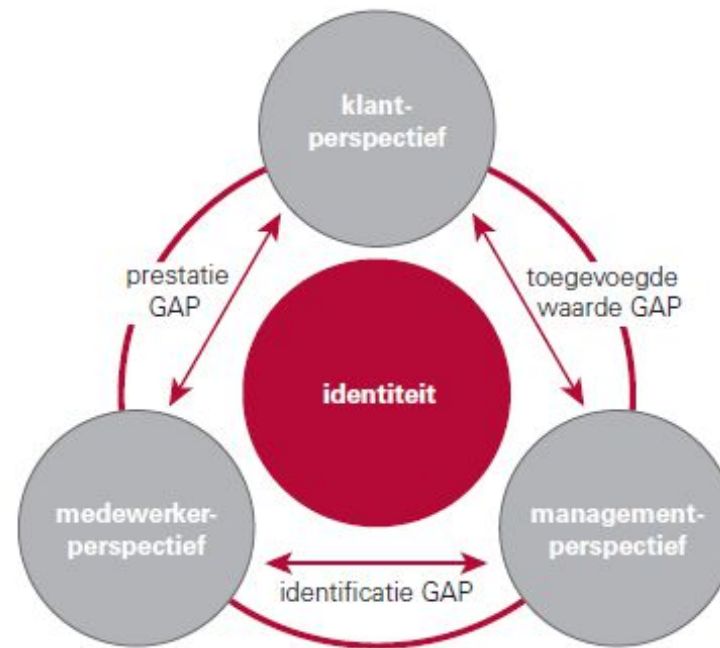 klant-
perspectief
prestatie
GAP
toegevoegde
waarde GAP
identiteit
medewerker-
perspectief
management-
perspectief
identificatie GAP